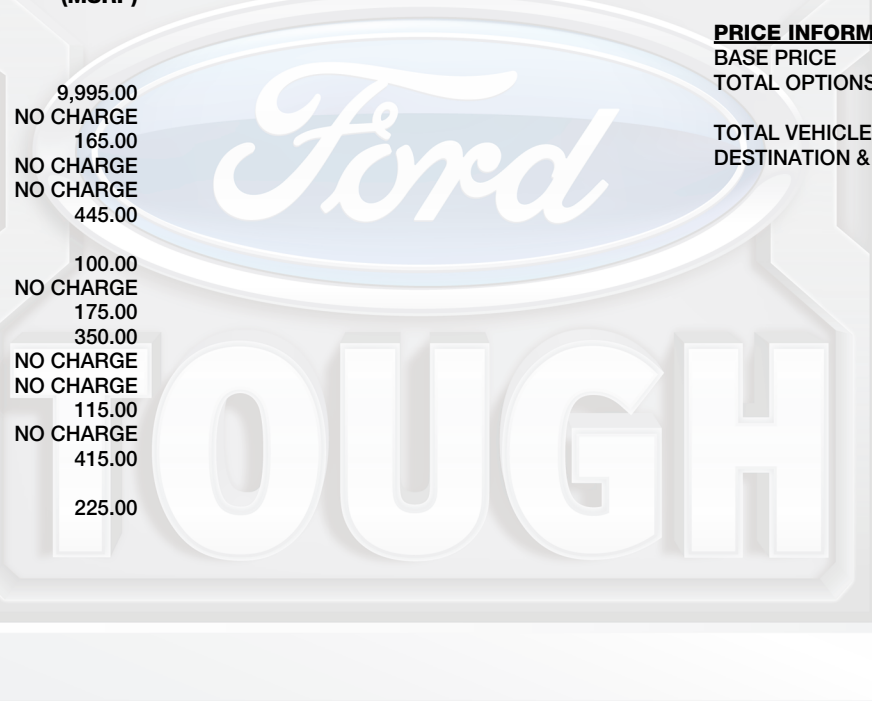 (MSRP)
9,995.00
NO CHARGE
165.00
NO CHARGE
NO CHARGE
445.00
100.00
NO CHARGE
175.00
350.00
NO CHARGE
NO CHARGE
115.00
NO CHARGE
415.00
225.00
PRICE INFORM
BASE PRICE
TOTAL OPTIONS
TOTAL VEHICLE
DESTINATION &
Ford
TOUGH